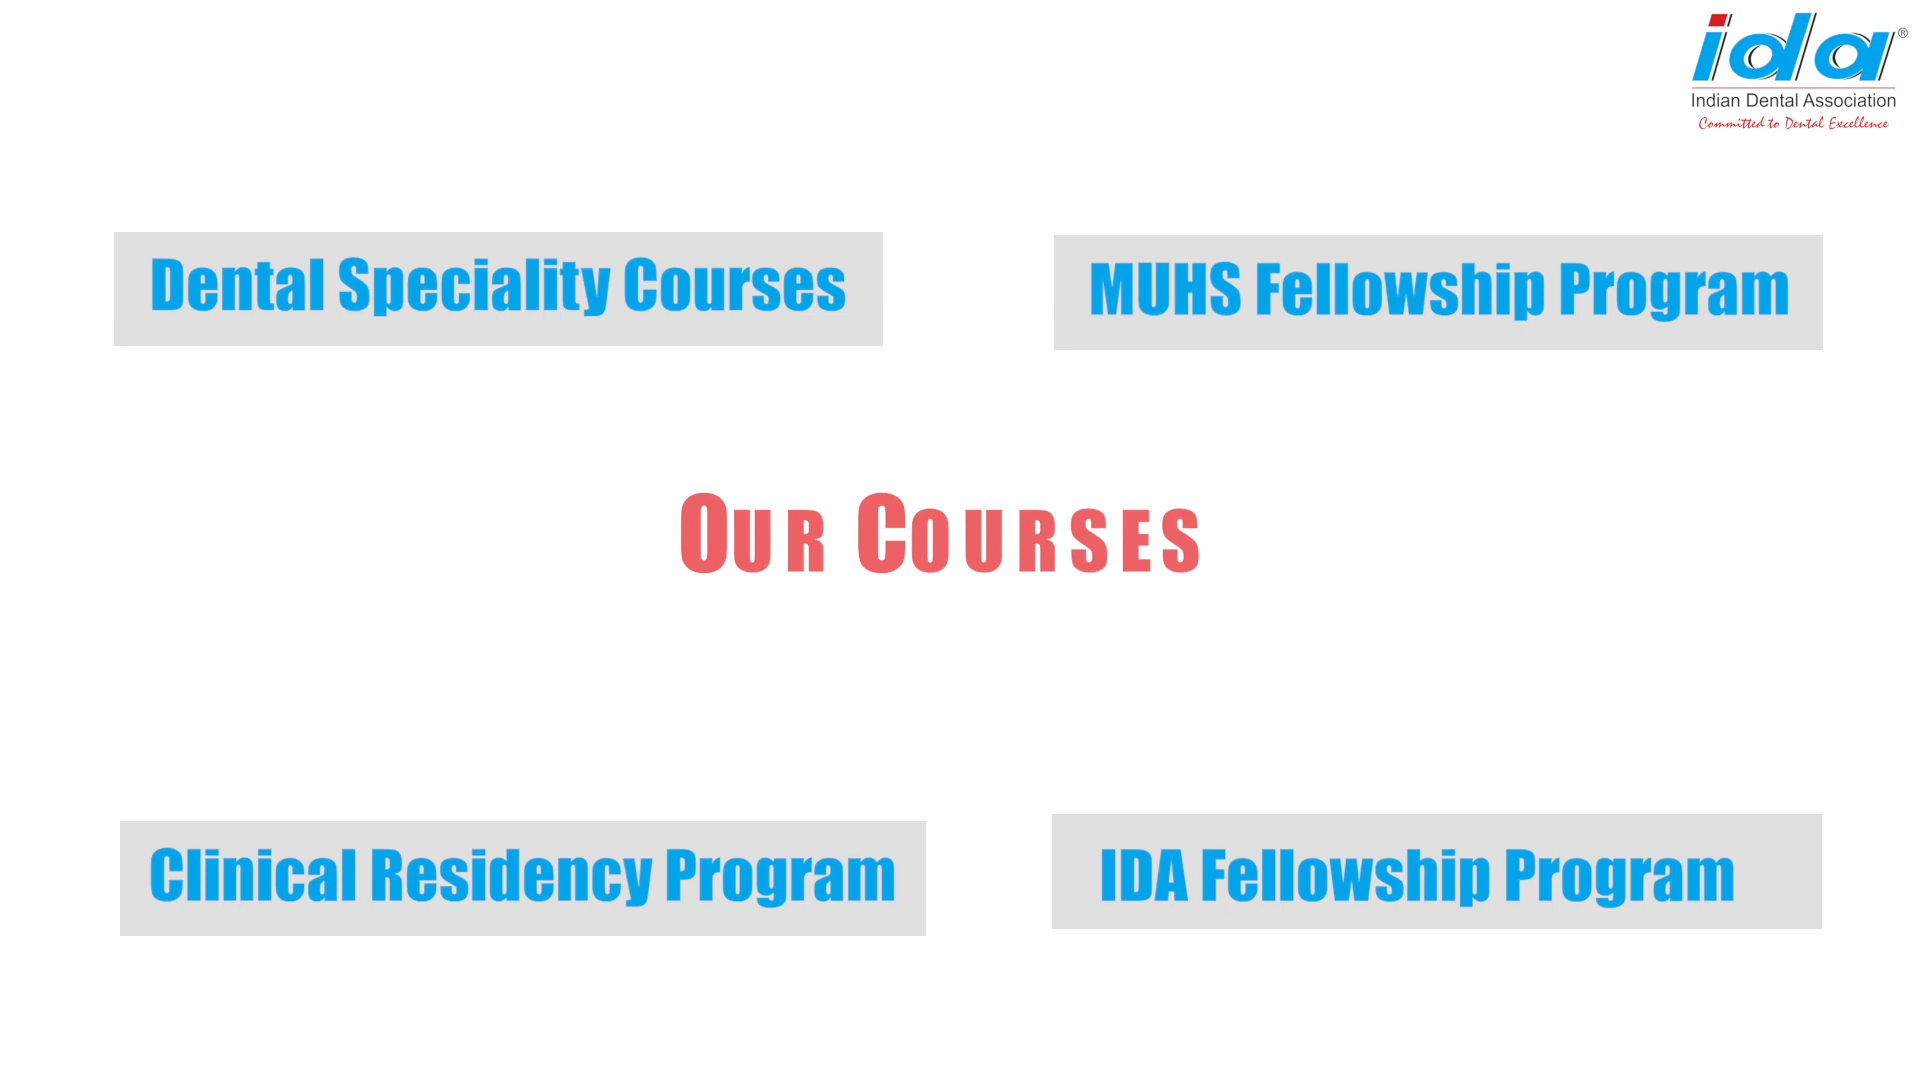 ida®
Indian Dental Association
Committed to Dental Excellence
Dental Speciality Courses
MUHS Fellowship Program
OUR COURSES
Clinical Residency Program
IDA Fellowship Program